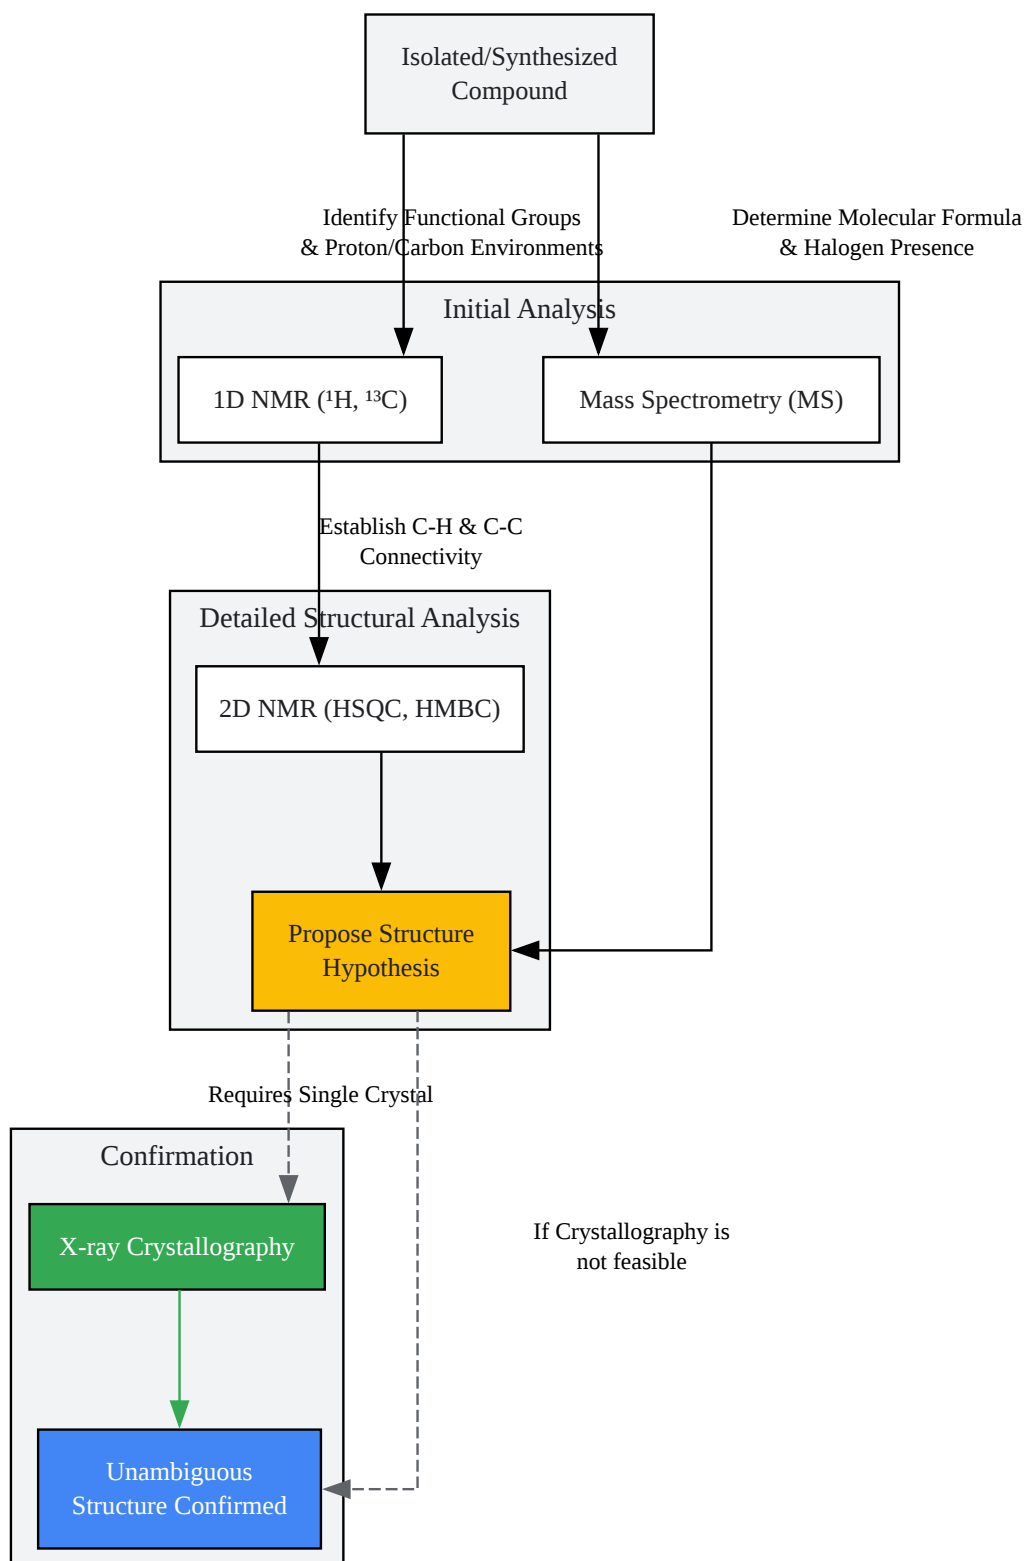 Isolated/Synthesized
Compound
Identify Functional Groups
& Proton/Carbon Environments
Determine Molecular Formula
& Halogen Presence
Initial Analysis
1D NMR (¹H, ¹³C)
Mass Spectrometry (MS)
Establish C-H & C-C
Connectivity
Detailed Structural Analysis
2D NMR (HSQC, HMBC)
Propose Structure
Hypothesis
Requires Single Crystal
Confirmation
X-ray Crystallography
If Crystallography is
not feasible
Unambiguous
Structure Confirmed